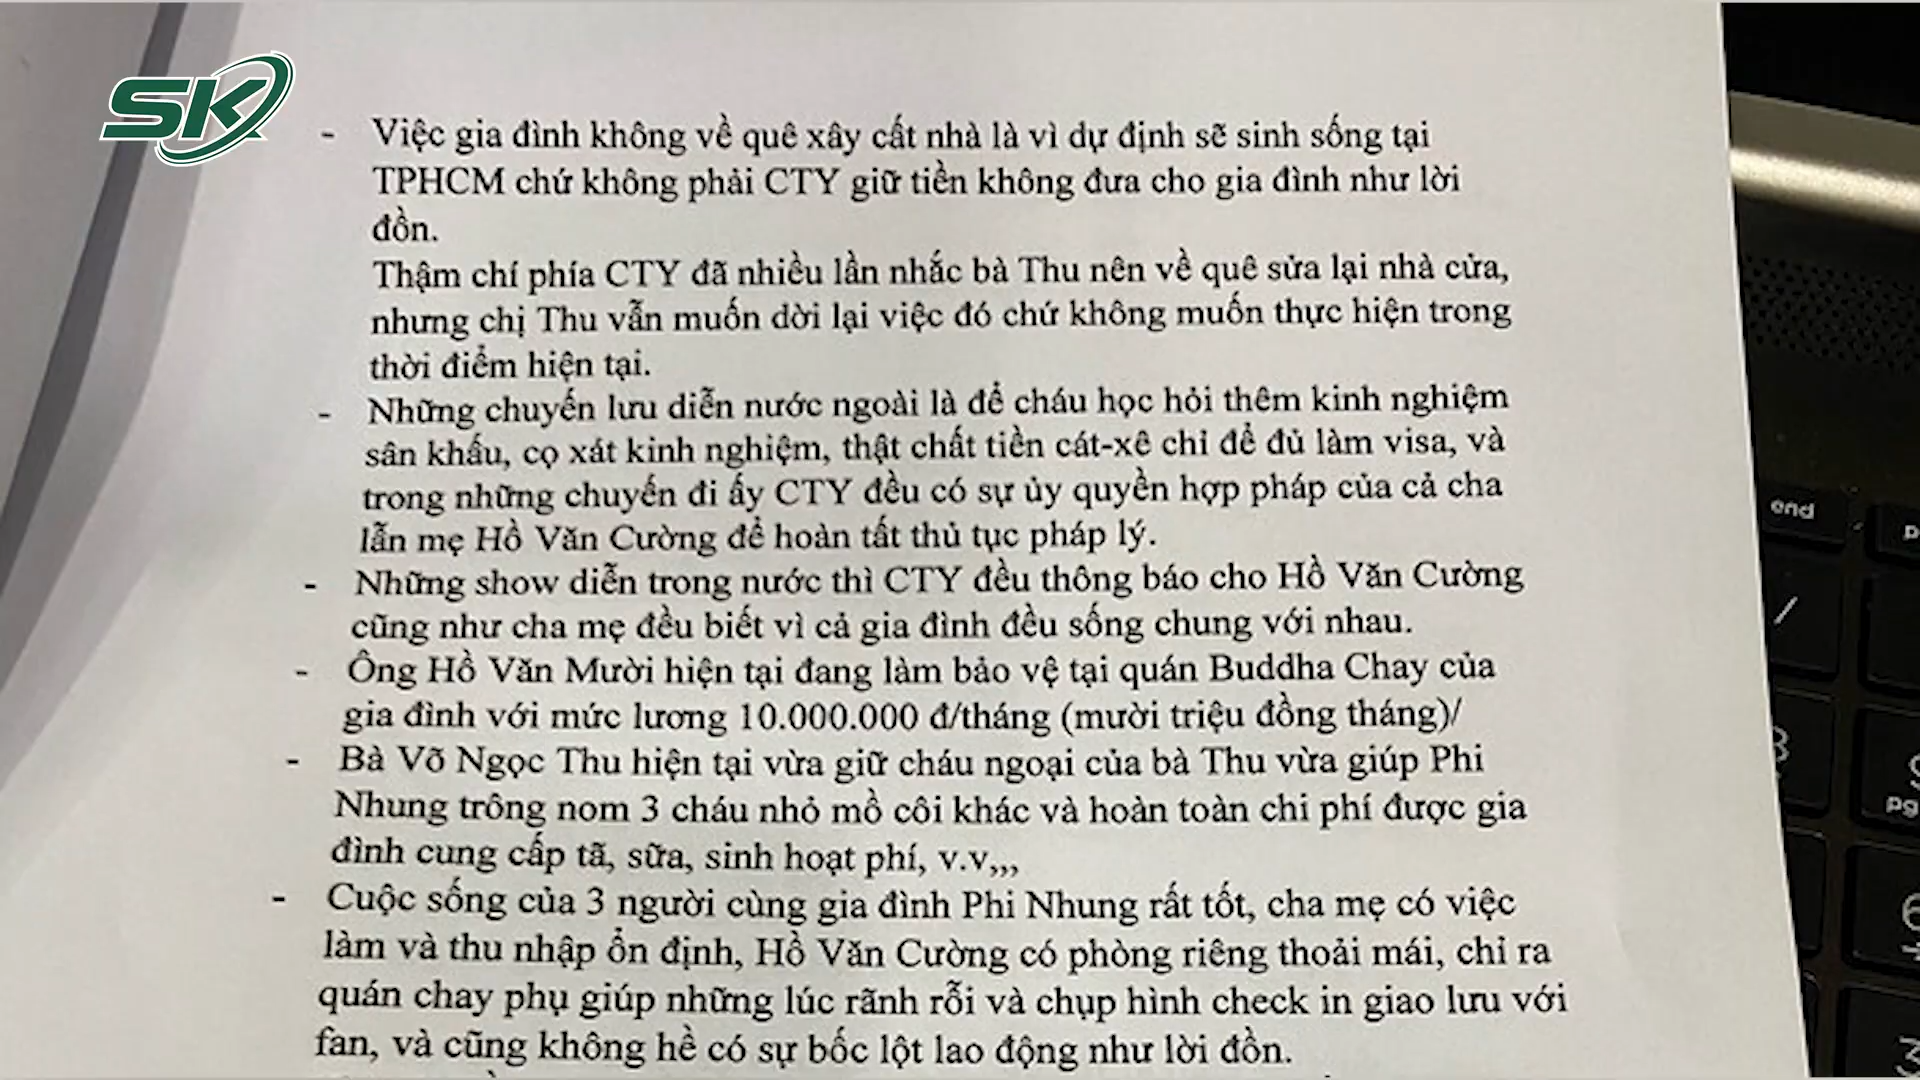 SK
- Việc gia đình không về quê xây cất nhà là vì dự định sẽ sinh sống tại
TPHCM chứ không phải CTY giữ tiền không đưa cho gia đình như lời
đồn.
Thậm chí phía CTY đã nhiều lần nhắc bà Thu nên về quê sửa lại nhà cửa,
nhưng chị Thu vẫn muốn dời lại việc đó chứ không muốn thực hiện trong
thời điểm hiện tại.
- Những chuyến lưu diễn nước ngoài là để cháu học hỏi thêm kinh nghiệm
sân khấu, cọ xát kinh nghiệm, thật chất tiền cát-xê chỉ để đủ làm visa, và
trong những chuyến đi ấy CTY đều có sự ủy quyền hợp pháp của cả cha
lẫn mẹ Hồ Văn Cường để hoàn tất thủ tục pháp lý.
- Những show diễn trong nước thì CTY đều thông báo cho Hồ Văn Cường
cũng như cha mẹ đều biết vì cả gia đình đều sống chung với nhau.
- Ông Hồ Văn Mười hiện tại đang làm bảo vệ tại quán Buddha Chay của
gia đình với mức lương 10.000.000 đ/tháng (mười triệu đồng tháng)/
- Bà Võ Ngọc Thu hiện tại vừa giữ cháu ngoại của bà Thu vừa giúp Phi
Nhung trông nom 3 cháu nhỏ mồ côi khác và hoàn toàn chi phí được gia
đình cung cấp tã, sữa, sinh hoạt phí, v.v,,,
- Cuộc sống của 3 người cùng gia đình Phi Nhung rất tốt, cha mẹ có việc
làm và thu nhập ổn định, Hồ Văn Cường có phòng riêng thoải mái, chỉ ra
quán chay phụ giúp những lúc rãnh rỗi và chụp hình check in giao lưu với
fan, và cũng không hề có sự bốc lột lao động như lời đồn.
end
/
pg
6
3